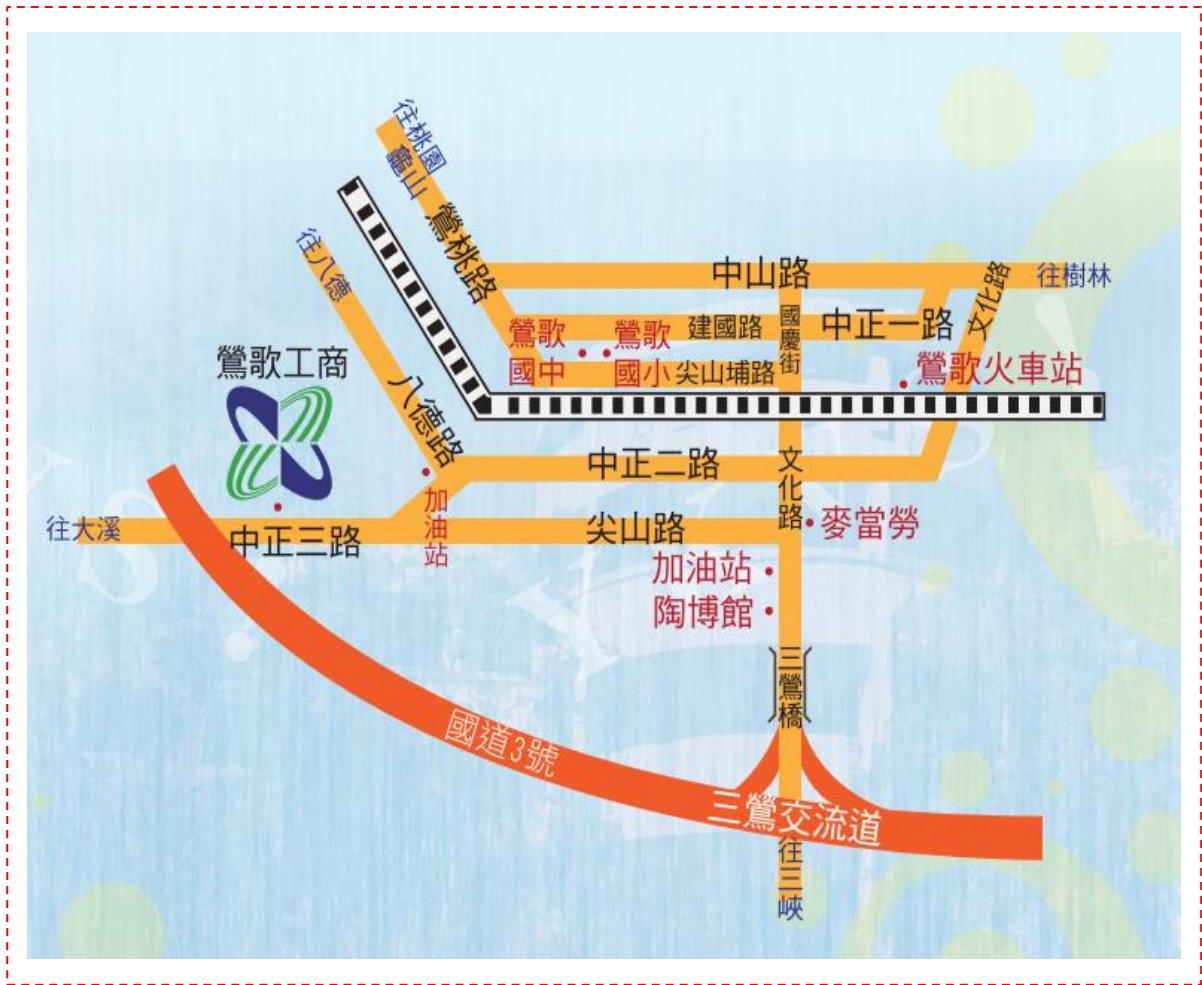 往桃園
龜山
鶯桃路
往八德
中山路
文化路
往樹林
國慶街
建國路
中正一路
鶯歌
國中
鶯歌
國小
尖山埔路
鶯歌火車站
鶯歌工商
八德路
中正二路
文化路
加油站
往大溪
中正三路
尖山路
麥當勞
加油站
陶博館
三鶯橋
國道3號
三鶯交流道
往三峽